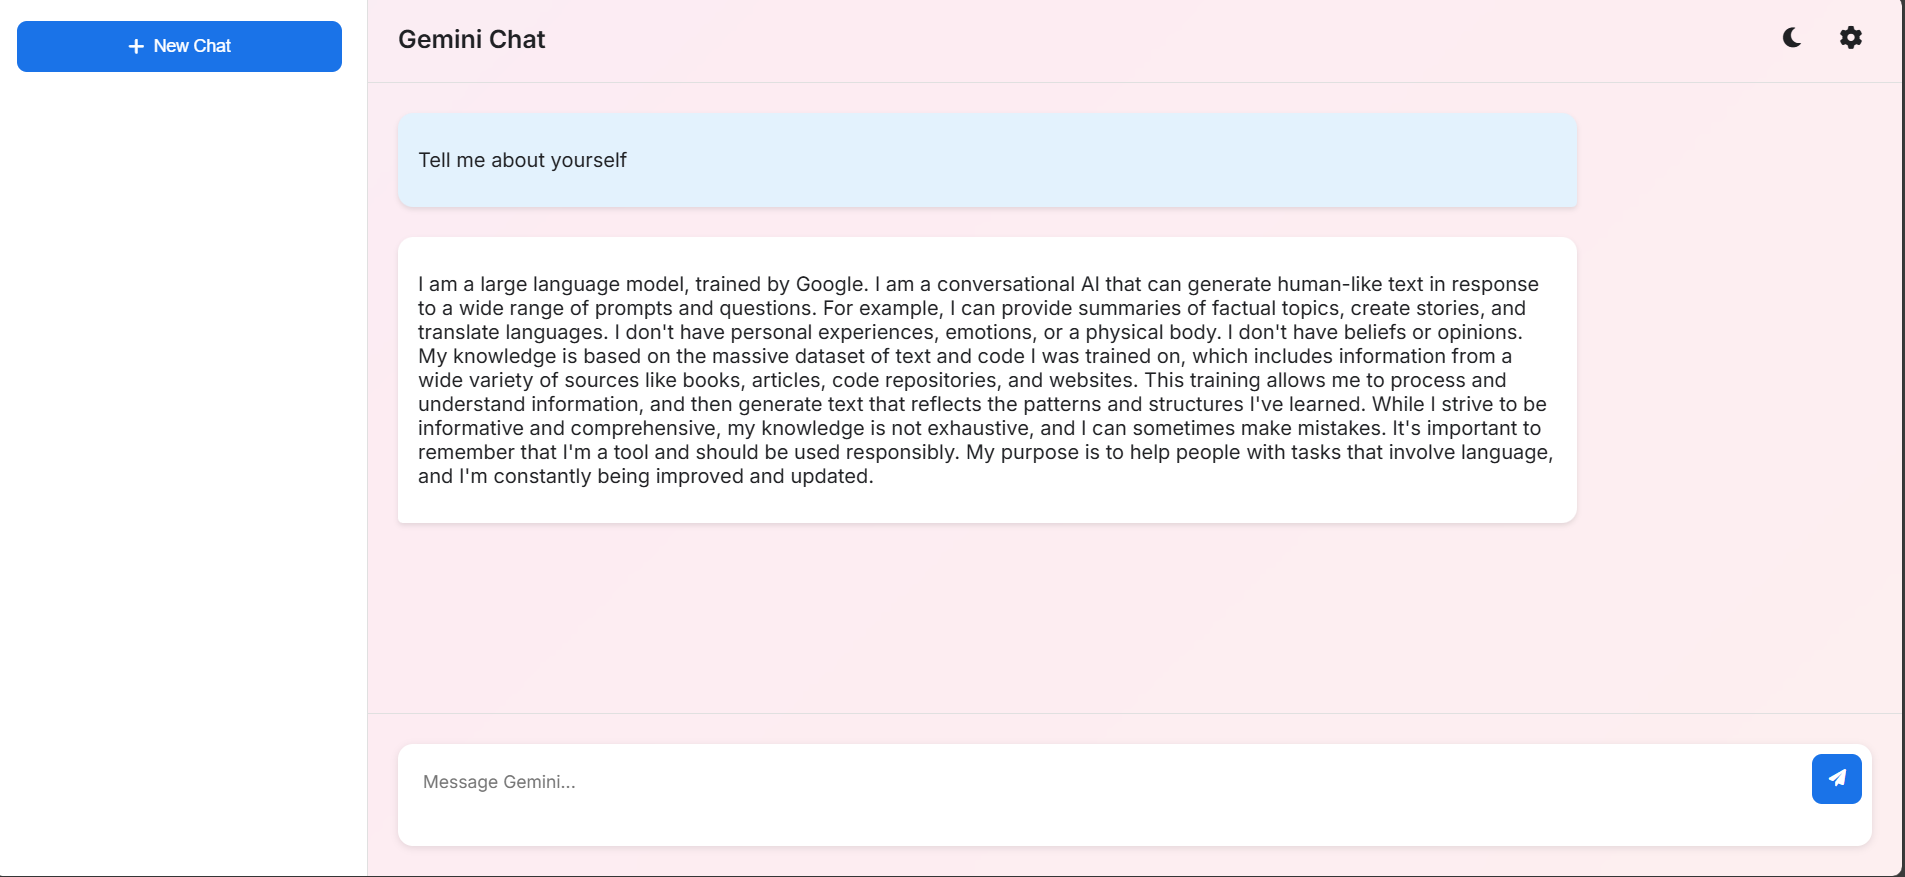 New Chat
Gemini Chat
Tell me about yourself
I am a large language model, trained by Google. I am a conversational AI that can generate human-like text in response
to a wide range of prompts and questions. For example, I can provide summaries of factual topics, create stories, and
translate languages. I don't have personal experiences, emotions, or a physical body. I don't have beliefs or opinions.
My knowledge is based on the massive dataset of text and code I was trained on, which includes information from a
wide variety of sources like books, articles, code repositories, and websites. This training allows me to process and
understand information, and then generate text that reflects the patterns and structures I've learned. While I strive to be
informative and comprehensive, my knowledge is not exhaustive, and I can sometimes make mistakes. It's important to
remember that I'm a tool and should be used responsibly. My purpose is to help people with tasks that involve language,
and I'm constantly being improved and updated.
Message Gemini...